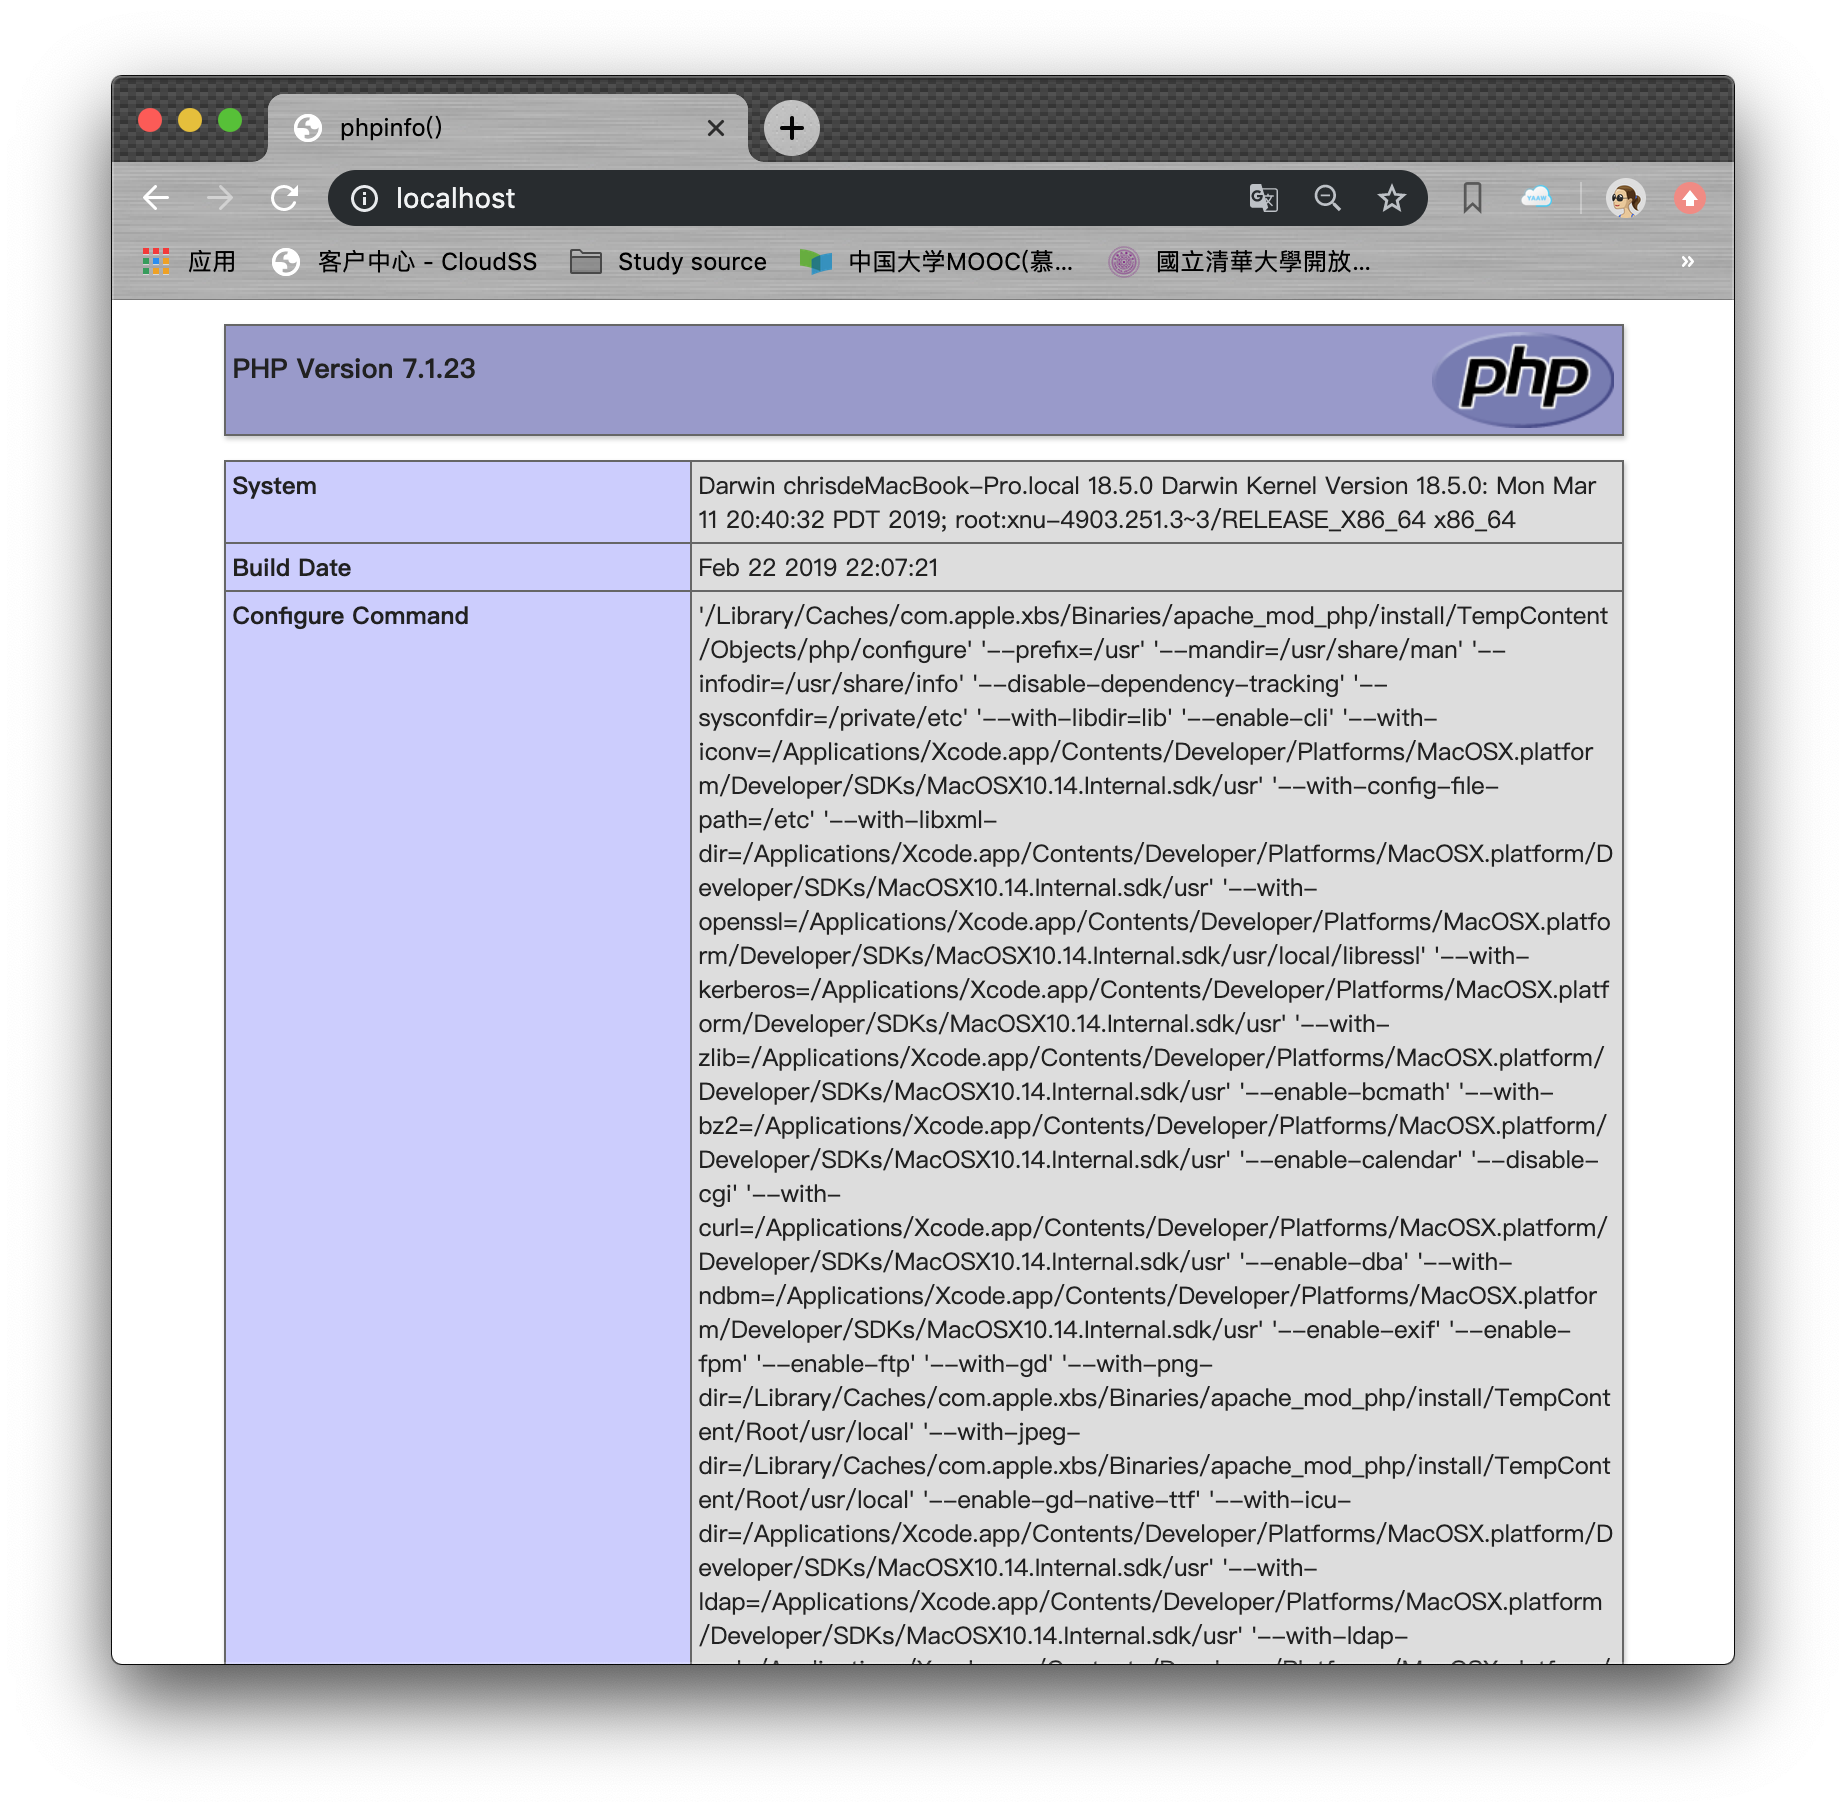 phpinfo()
localhost
应用 客户中心 - CloudSS Study source 中国大学MOOC(慕... 國立清華大學開放... »
PHP Version 7.1.23
php
System
Darwin chrisdeMacBook-Pro.local 18.5.0 Darwin Kernel Version 18.5.0: Mon Mar
11 20:40:32 PDT 2019; root:xnu-4903.251.3~3/RELEASE_X86_64 x86_64
Build Date
Feb 22 2019 22:07:21
Configure Command
'/Library/Caches/com.apple.xbs/Binaries/apache_mod_php/install/TempContent
/Objects/php/configure' '--prefix=/usr' '--mandir=/usr/share/man' '--
infodir=/usr/share/info' '--disable-dependency-tracking' '--
sysconfdir=/private/etc' '--with-libdir=lib' '--enable-cli' '--with-
iconv=/Applications/Xcode.app/Contents/Developer/Platforms/MacOSX.platfor
m/Developer/SDKs/MacOSX10.14.Internal.sdk/usr' '--with-config-file-
path=/etc' '--with-libxml-
dir=/Applications/Xcode.app/Contents/Developer/Platforms/MacOSX.platform/D
eveloper/SDKs/MacOSX10.14.Internal.sdk/usr' '--with-
openssl=/Applications/Xcode.app/Contents/Developer/Platforms/MacOSX.platfo
rm/Developer/SDKs/MacOSX10.14.Internal.sdk/usr/local/libressl' '--with-
kerberos=/Applications/Xcode.app/Contents/Developer/Platforms/MacOSX.platf
orm/Developer/SDKs/MacOSX10.14.Internal.sdk/usr' '--with-
zlib=/Applications/Xcode.app/Contents/Developer/Platforms/MacOSX.platform/
Developer/SDKs/MacOSX10.14.Internal.sdk/usr' '--enable-bcmath' '--with-
bz2=/Applications/Xcode.app/Contents/Developer/Platforms/MacOSX.platform/
Developer/SDKs/MacOSX10.14.Internal.sdk/usr' '--enable-calendar' '--disable-
cgi' '--with-
curl=/Applications/Xcode.app/Contents/Developer/Platforms/MacOSX.platform/
Developer/SDKs/MacOSX10.14.Internal.sdk/usr' '--enable-dba' '--with-
ndbm=/Applications/Xcode.app/Contents/Developer/Platforms/MacOSX.platfor
m/Developer/SDKs/MacOSX10.14.Internal.sdk/usr' '--enable-exif' '--enable-
fpm' '--enable-ftp' '--with-gd' '--with-png-
dir=/Library/Caches/com.apple.xbs/Binaries/apache_mod_php/install/TempCont
ent/Root/usr/local' '--with-jpeg-
dir=/Library/Caches/com.apple.xbs/Binaries/apache_mod_php/install/TempCont
ent/Root/usr/local' '--enable-gd-native-ttf' '--with-icu-
dir=/Applications/Xcode.app/Contents/Developer/Platforms/MacOSX.platform/D
eveloper/SDKs/MacOSX10.14.Internal.sdk/usr' '--with-
ldap=/Applications/Xcode.app/Contents/Developer/Platforms/MacOSX.platform
/Developer/SDKs/MacOSX10.14.Internal.sdk/usr' '--with-ldap-